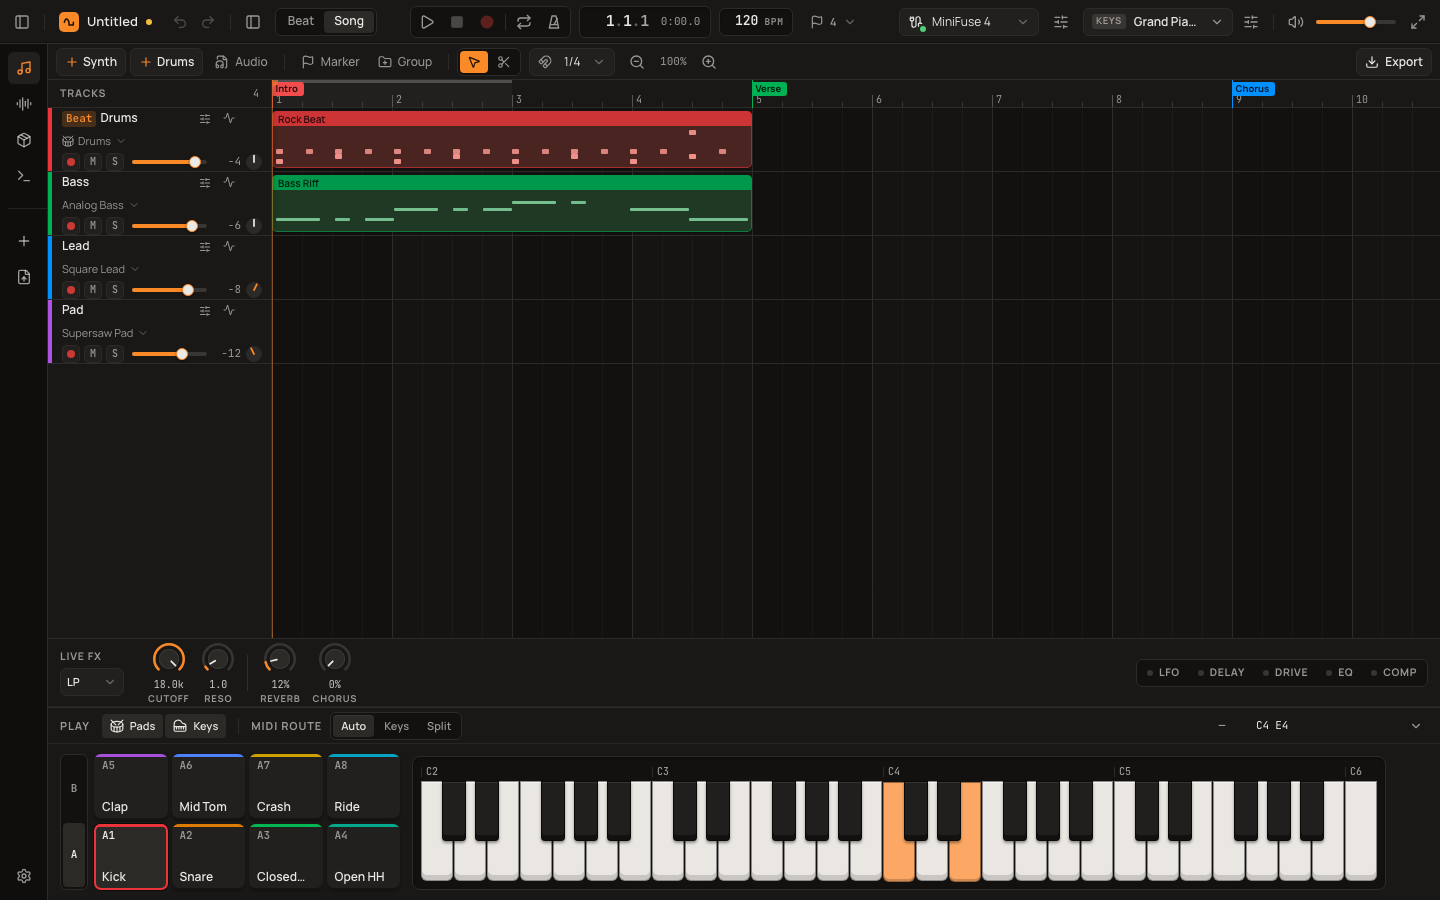 Untitled
Beat Song
1.1.1 0:00.0
120 BPM
4
MiniFuse 4
KEYS Grand Pia...
Synth
Drums
Audio
Marker
Group
1/4
100%
Export
TRACKS 4
Intro
Verse
Chorus
1 2 3 4 5 6 7 8 9 10
Beat Drums
Drums
M S -4
Rock Beat
Bass
Analog Bass
M S -6
Bass Riff
Lead
Square Lead
M S -8
Pad
Supersaw Pad
M S -12
LIVE FX
LP
18.0k 1.0 12% 0%
CUTOFF RESO REVERB CHORUS
LFO DELAY DRIVE EQ COMP
PLAY Pads Keys MIDI ROUTE Auto Keys Split
– C4 E4
B
A
A5 A6 A7 A8
Clap Mid Tom Crash Ride
A1 A2 A3 A4
Kick Snare Closed... Open HH
C2 C3 C4 C5 C6